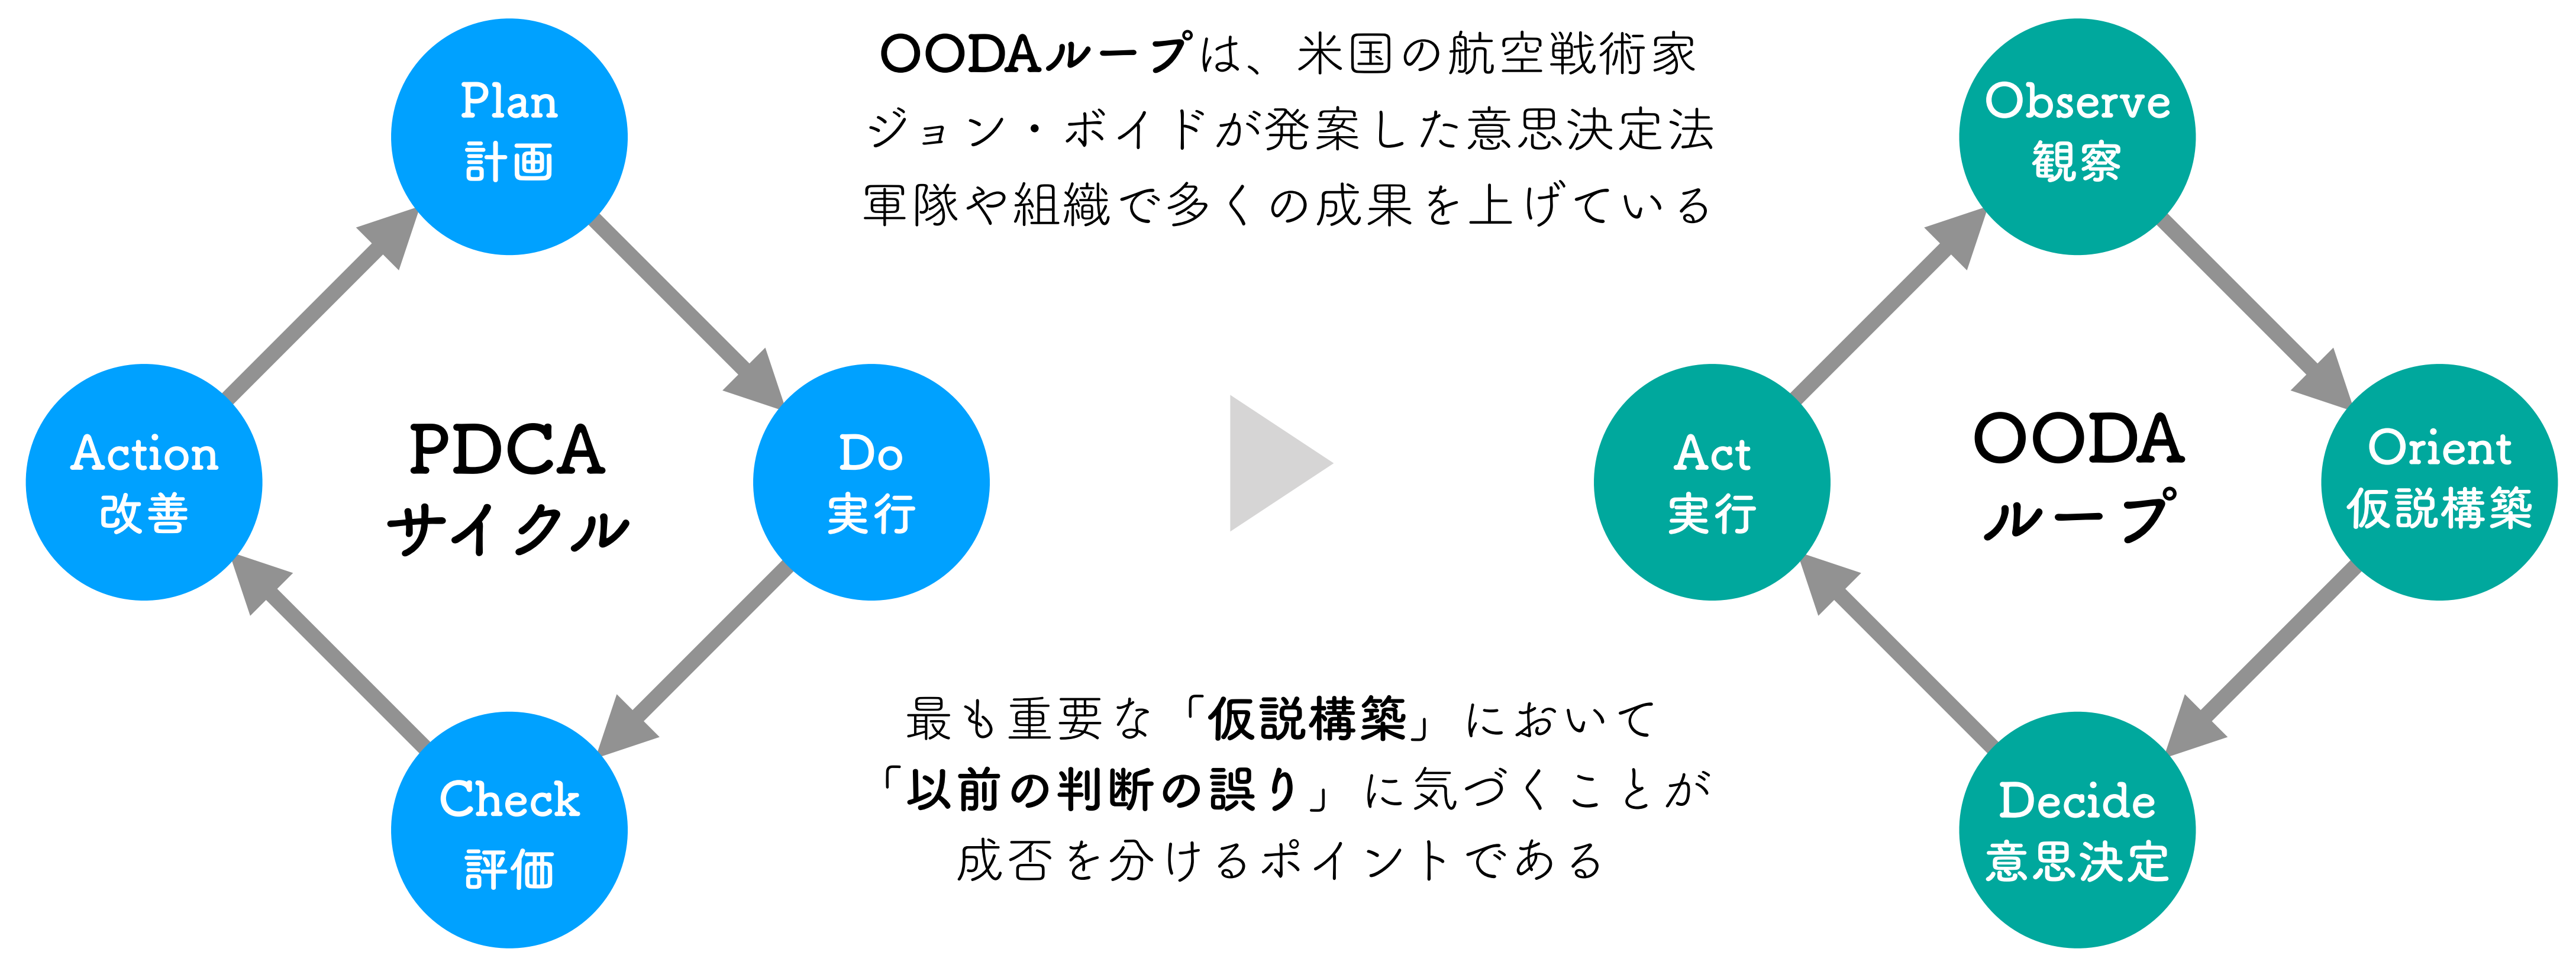 Plan
計画
Do
実行
Check
評価
Action
改善
PDCA
サイクル
OODAループは、米国の航空戦術家
ジョン・ボイドが発案した意思決定法
軍隊や組織で多くの成果を上げている
最も重要な「仮説構築」において
「以前の判断の誤り」に気づくことが
成否を分けるポイントである
Observe
観察
Orient
仮説構築
Decide
意思決定
Act
実行
OODA
ループ